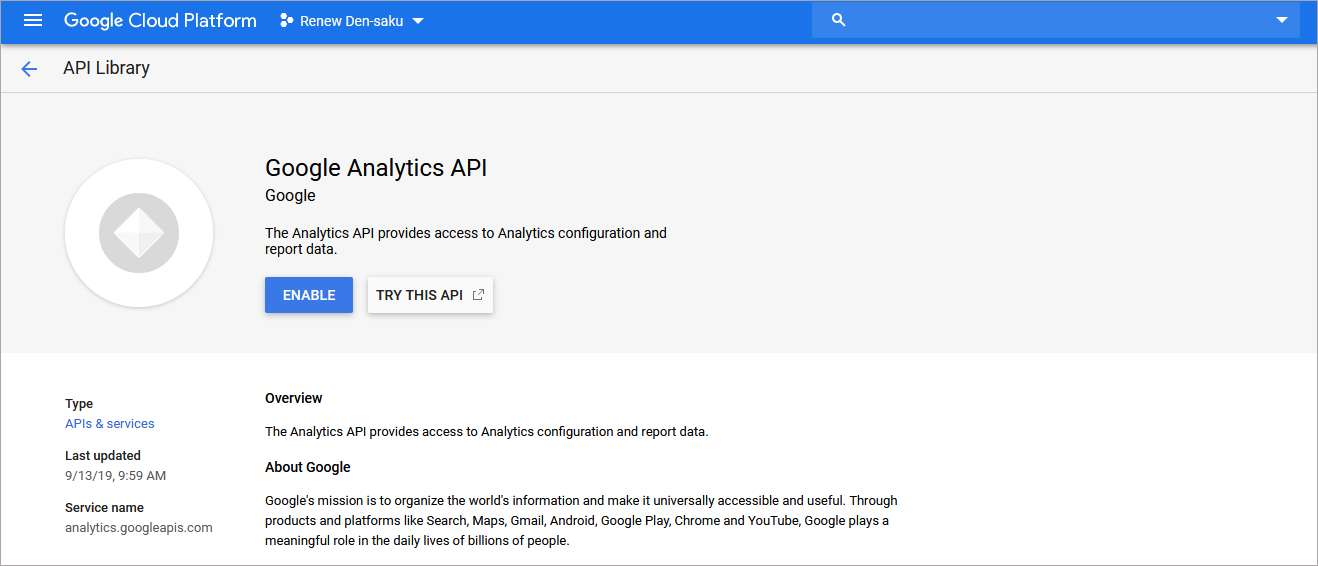 Google Cloud Platform
Renew Den-saku
API Library
Google Analytics API
Google
The Analytics API provides access to Analytics configuration and
report data.
ENABLE
TRY THIS API
Type
APIs & services
Last updated
9/13/19, 9:59 AM
Service name
analytics.googleapis.com
Overview
The Analytics API provides access to Analytics configuration and report data.
About Google
Google's mission is to organize the world's information and make it universally accessible and useful. Through
products and platforms like Search, Maps, Gmail, Android, Google Play, Chrome and YouTube, Google plays a
meaningful role in the daily lives of billions of people.